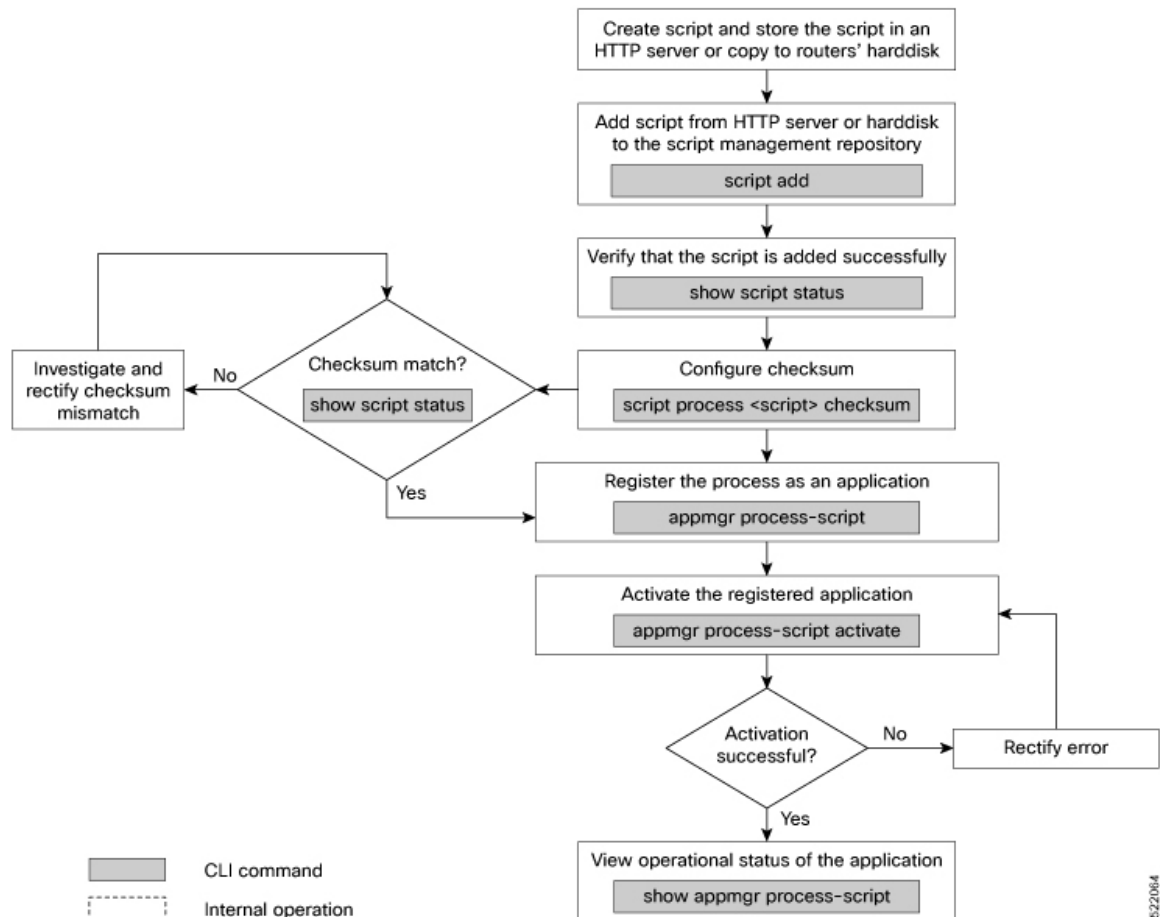 Create script and store the script in an
HTTP server or copy to routers' harddisk
Add script from HTTP server or harddisk
to the script management repository
script add
Verify that the script is added successfully
show script status
Configure checksum
script process <script> checksum
Checksum match?
show script status
No
Investigate and
rectify checksum
mismatch
Yes
Register the process as an application
appmgr process-script
Activate the registered application
appmgr process-script activate
Activation
successful?
No
Rectify error
Yes
View operational status of the application
show appmgr process-script
CLI command
Internal operation
522064